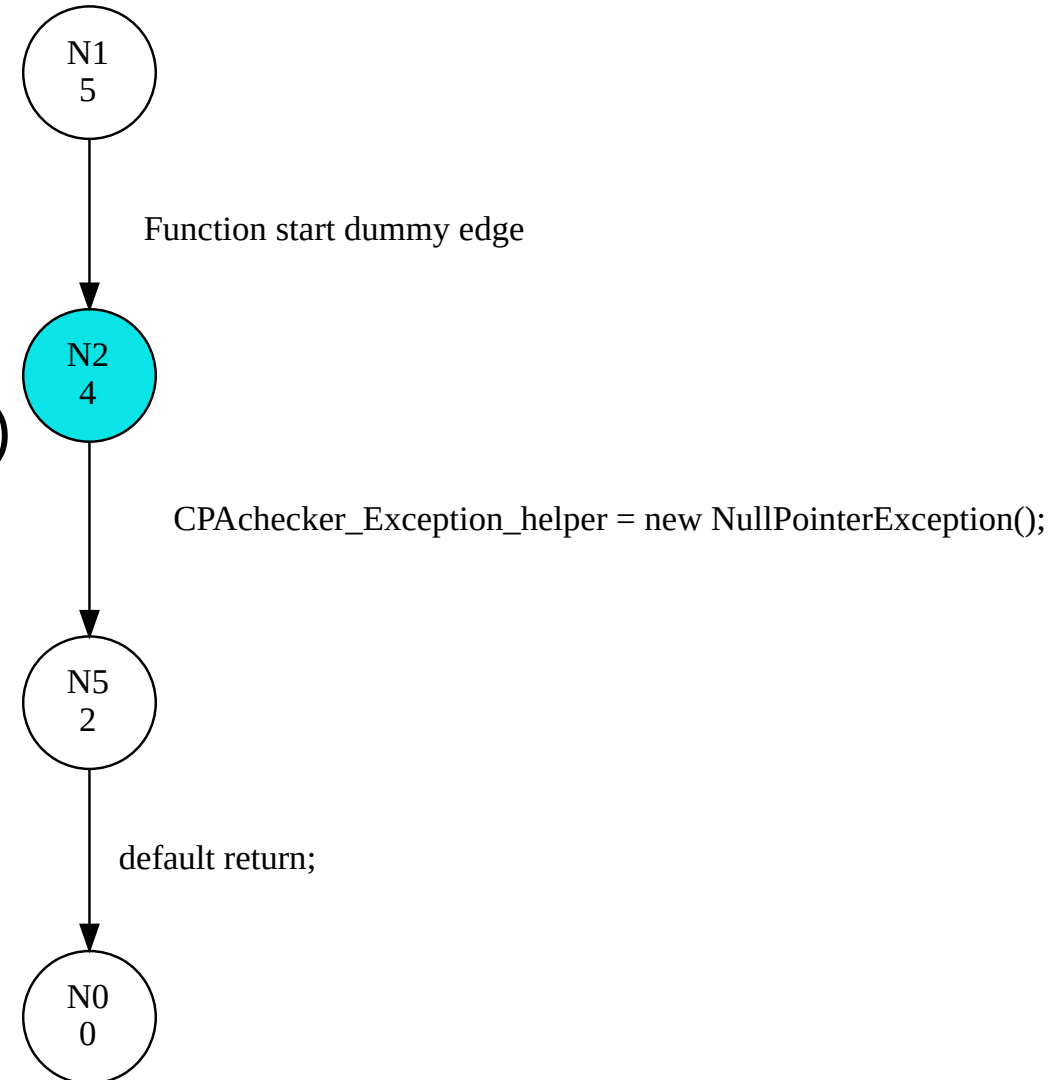 N1
5
Function start dummy edge
N2
4
)
CPAchecker_Exception_helper = new NullPointerException();
N5
2
default return;
N0
0